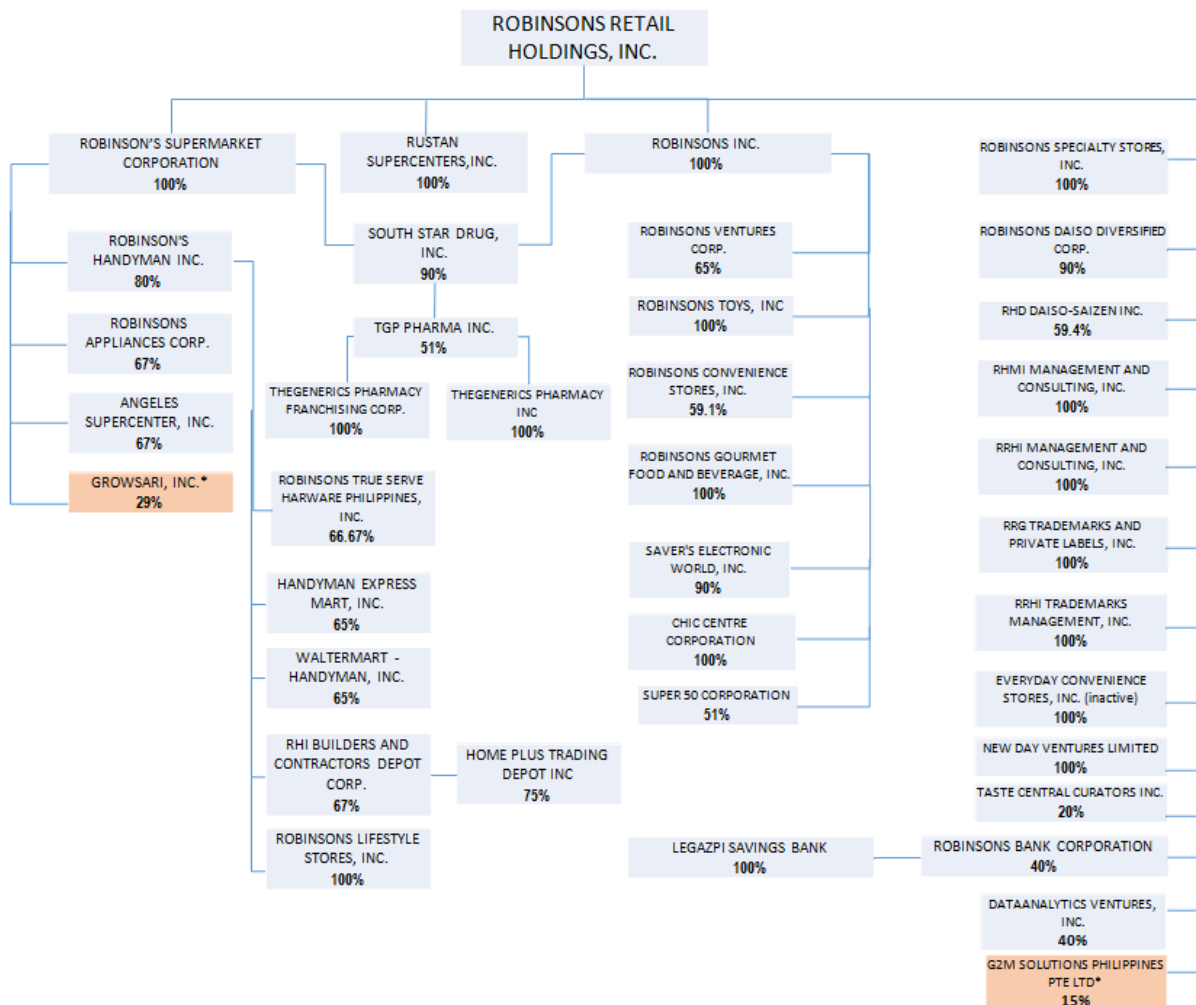 ROBINSONS RETAIL
HOLDINGS, INC.
ROBINSON'S SUPERMARKET
CORPORATION
100%
RUSTAN
SUPERCENTERS,INC.
100%
ROBINSONS INC.
100%
ROBINSONS SPECIALTY STORES,
INC.
100%
ROBINSON'S
HANDYMAN INC.
80%
SOUTH STAR DRUG,
INC.
90%
ROBINSONS VENTURES
CORP.
65%
ROBINSONS DAISO DIVERSIFIED
CORP.
90%
ROBINSONS
APPLIANCES CORP.
67%
TGP PHARMA INC.
51%
ROBINSONS TOYS, INC
100%
RHD DAISO-SAIZEN INC.
59.4%
ANGELES
SUPERCENTER, INC.
67%
THEGENERICS PHARMACY
FRANCHISING CORP.
100%
THEGENERICS PHARMACY
INC
100%
ROBINSONS CONVENIENCE
STORES, INC.
59.1%
RHMI MANAGEMENT AND
CONSULTING, INC.
100%
GROWSARI, INC.*
29%
ROBINSONS TRUE SERVE
HARWARE PHILIPPINES,
INC.
66.67%
ROBINSONS GOURMET
FOOD AND BEVERAGE, INC.
100%
RRHI MANAGEMENT AND
CONSULTING, INC.
100%
SAVER'S ELECTRONIC
WORLD, INC.
90%
RRG TRADEMARKS AND
PRIVATE LABELS, INC.
100%
HANDYMAN EXPRESS
MART, INC.
65%
CHIC CENTRE
CORPORATION
100%
RRHI TRADEMARKS
MANAGEMENT, INC.
100%
WALTERMART -
HANDYMAN, INC.
65%
SUPER 50 CORPORATION
51%
EVERYDAY CONVENIENCE
STORES, INC. (inactive)
100%
RHI BUILDERS AND
CONTRACTORS DEPOT
CORP.
67%
HOME PLUS TRADING
DEPOT INC
75%
NEW DAY VENTURES LIMITED
100%
TASTE CENTRAL CURATORS INC.
20%
ROBINSONS LIFESTYLE
STORES, INC.
100%
LEGAZPI SAVINGS BANK
100%
ROBINSONS BANK CORPORATION
40%
DATAANALYTICS VENTURES,
INC.
40%
G2M SOLUTIONS PHILIPPINES
PTE LTD*
15%